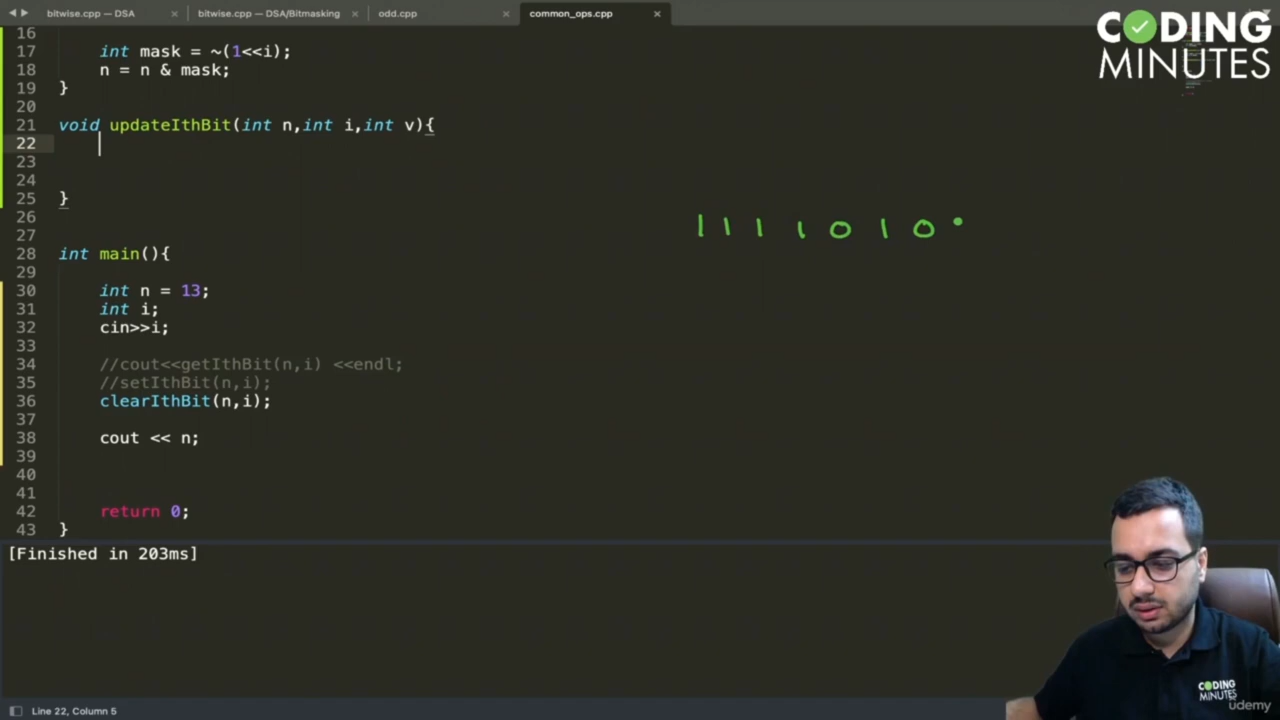 bitwise.cpp — DSA × bitwise.cpp — DSA/Bitmasking × odd.cpp × common_ops.cpp ×
CODING
MINUTES
16
17 int mask = ~(1<<i);
18 n = n & mask;
19 }
20
21 void updateIthBit(int n,int i,int v){
22
23
24
25 }
26
1 1 1 1 0 1 0
27
28 int main(){
29
30 int n = 13;
31 int i;
32 cin>>i;
33
34 //cout<<getIthBit(n,i) <<endl;
35 //setIthBit(n,i);
36 clearIthBit(n,i);
37
38 cout << n;
39
40
41
42 return 0;
43 }
[Finished in 203ms]
CODING
MINUTES
udemy
Line 22, Column 5